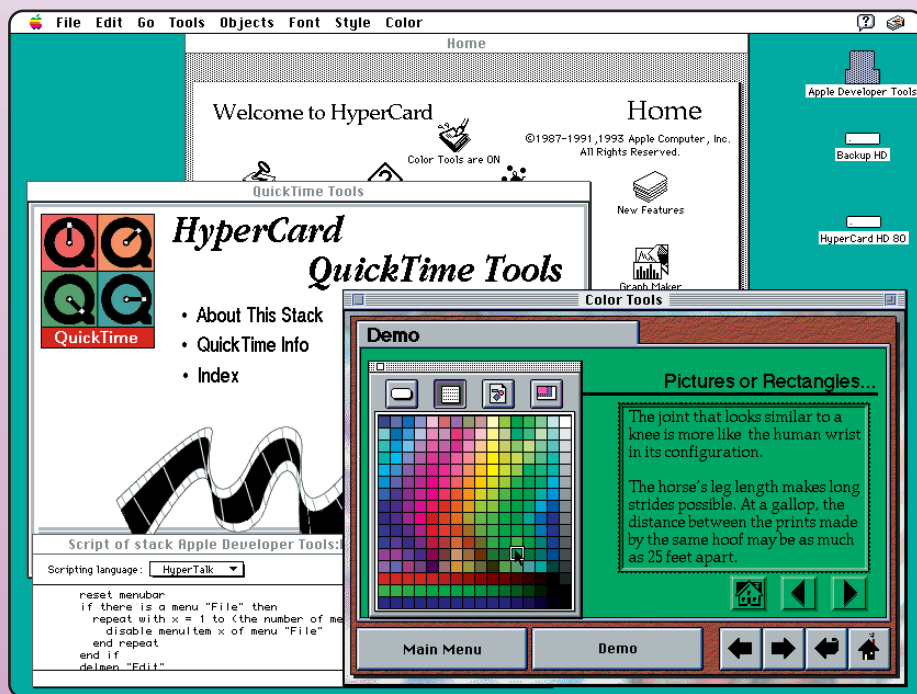 File Edit Go Tools Objects Font Style Color
Home
Apple Developer Tools
Backup HD
HyperCard HD 80
Welcome to HyperCard
Home
Color Tools are ON
©1987-1991,1993 Apple Computer, Inc.
All Rights Reserved.
New Features
Graph Maker
QuickTime Tools
HyperCard
QuickTime Tools
QuickTime
• About This Stack
• QuickTime Info
• Index
Script of stack Apple Developer Tools:
Scripting language: HyperTalk
reset menubar
if there is a menu "File" then
repeat with x = 1 to (the number of me
disable menuItem x of menu "File"
end repeat
end if
delmen "Edit"
Color Tools
Demo
Pictures or Rectangles...
The joint that looks similar to a
knee is more like the human wrist
in its configuration.
The horse's leg length makes long
strides possible. At a gallop, the
distance between the prints made
by the same hoof may be as much
as 25 feet apart.
Main Menu
Demo